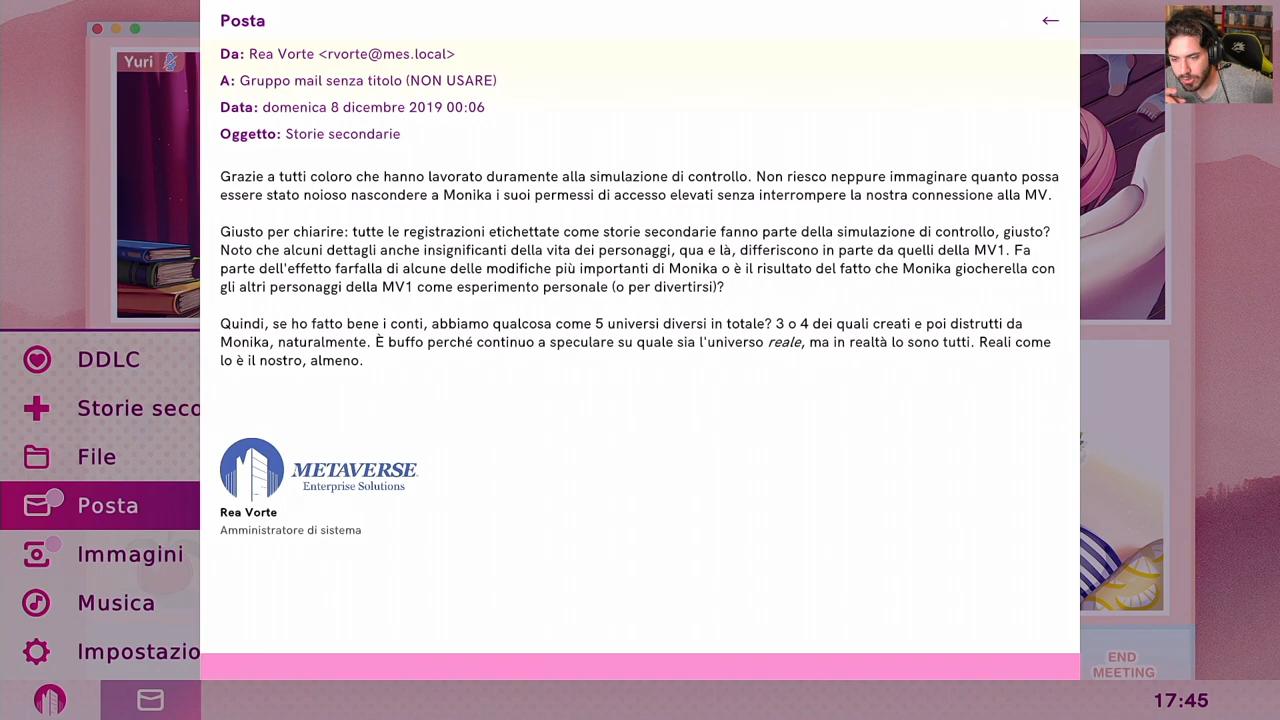 Posta
←
Da: Rea Vorte <rvorte@mes.local>
A: Gruppo mail senza titolo (NON USARE)
Data: domenica 8 dicembre 2019 00:06
Oggetto: Storie secondarie
Grazie a tutti coloro che hanno lavorato duramente alla simulazione di controllo. Non riesco neppure immaginare quanto possa
essere stato noioso nascondere a Monika i suoi permessi di accesso elevati senza interrompere la nostra connessione alla MV.
Giusto per chiarire: tutte le registrazioni etichettate come storie secondarie fanno parte della simulazione di controllo, giusto?
Noto che alcuni dettagli anche insignificanti della vita dei personaggi, qua e là, differiscono in parte da quelli della MV1. Fa
parte dell'effetto farfalla di alcune delle modifiche più importanti di Monika o è il risultato del fatto che Monika giocherella con
gli altri personaggi della MV1 come esperimento personale (o per divertirsi)?
Quindi, se ho fatto bene i conti, abbiamo qualcosa come 5 universi diversi in totale? 3 o 4 dei quali creati e poi distrutti da
Monika, naturalmente. È buffo perché continuo a speculare su quale sia l'universo reale, ma in realtà lo sono tutti. Reali come
lo è il nostro, almeno.
METAVERSE
Enterprise Solutions
Rea Vorte
Amministratore di sistema
Yuri
DDLC
Storie seco
File
Posta
Immagini
Musica
Impostazio
END
MEETING
17:45